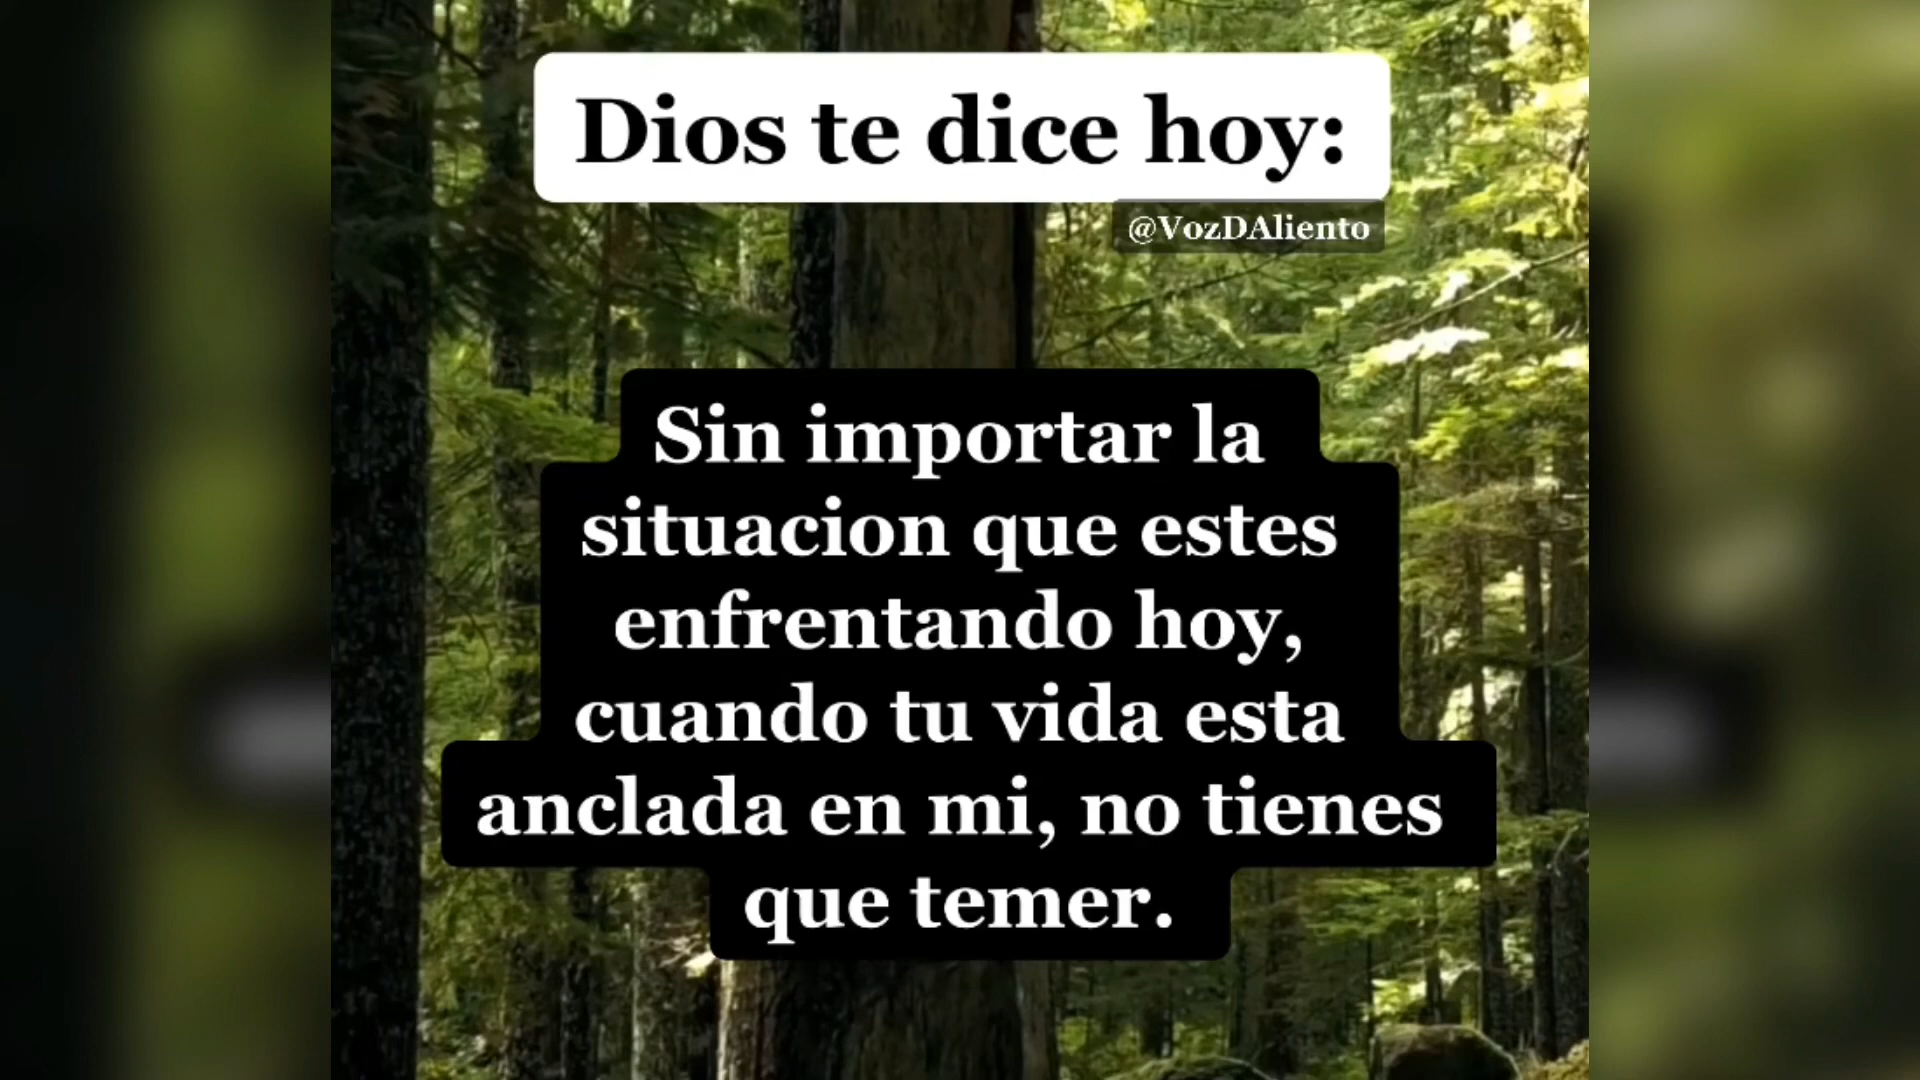 Dios te dice hoy:
@VozDAliento
Sin importar la
situacion que estes
enfrentando hoy,
cuando tu vida esta
anclada en mi, no tienes
que temer.